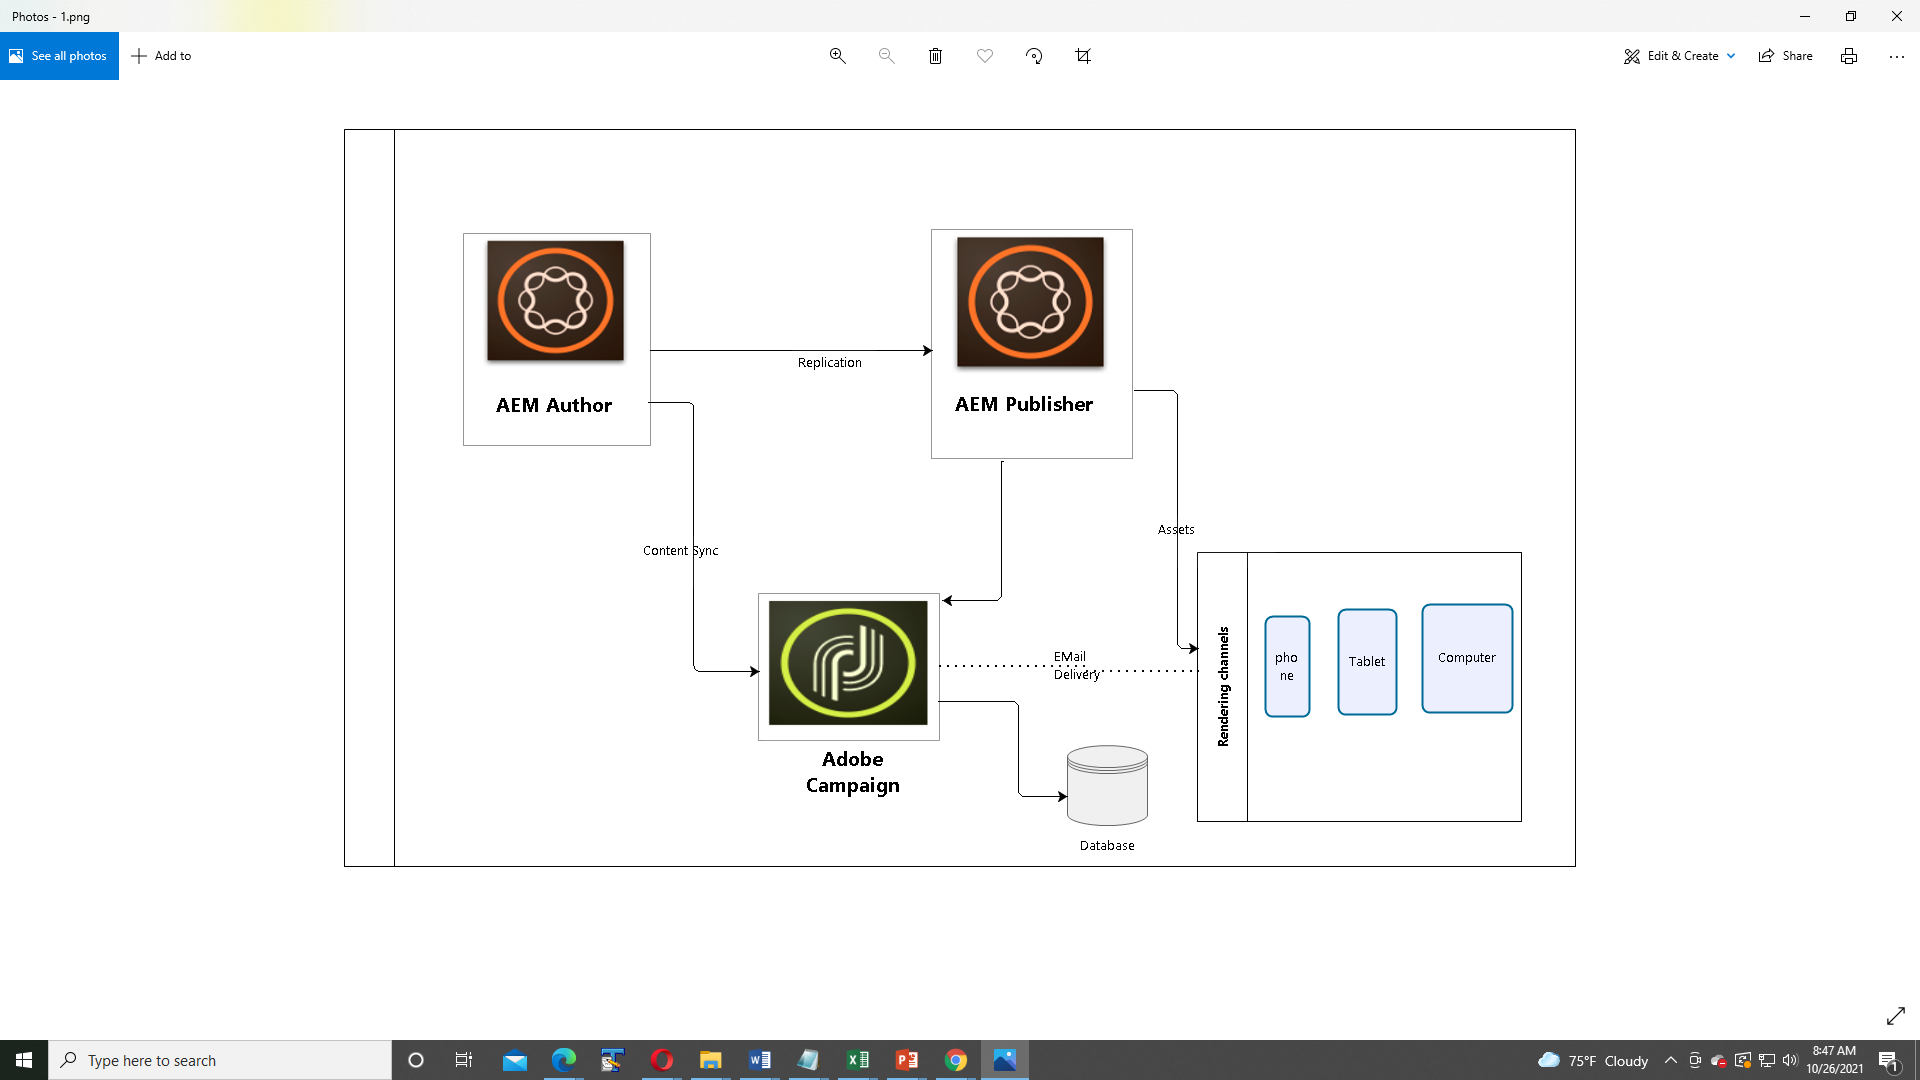 Photos - 1.png
See all photos
Add to
Edit & Create
Share
AEM Author
Replication
AEM Publisher
Content Sync
Assets
EMail
Delivery
Adobe
Campaign
Database
Rendering channels
pho
ne
Tablet
Computer
Type here to search
75°F Cloudy
8:47 AM
10/26/2021
1